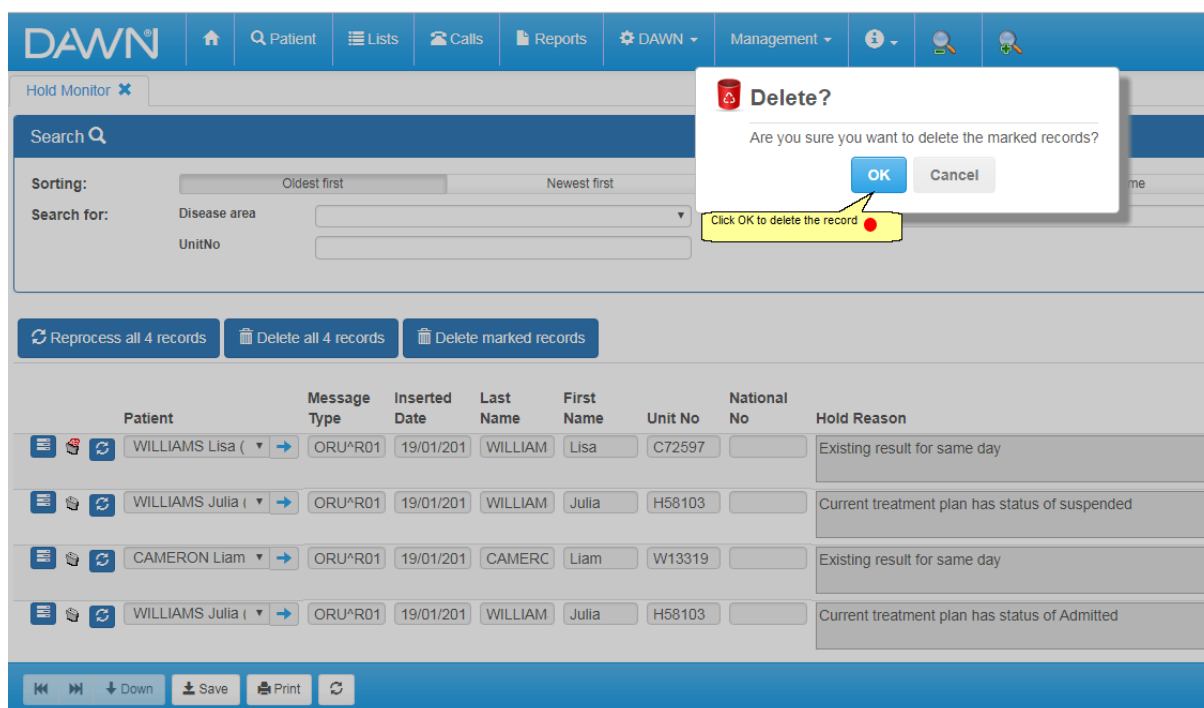 DAWN
Patient Lists Calls Reports DAWN Management
Hold Monitor
Delete?
Are you sure you want to delete the marked records?
OK Cancel
Click OK to delete the record
Search
Sorting: Oldest first Newest first me
Search for: Disease area
UnitNo
Reprocess all 4 records Delete all 4 records Delete marked records
Patient Message Type Inserted Date Last Name First Name Unit No National No Hold Reason
WILLIAMS Lisa ( ORU^R01 19/01/201 WILLIAM Lisa C72597 Existing result for same day
WILLIAMS Julia ( ORU^R01 19/01/201 WILLIAM Julia H58103 Current treatment plan has status of suspended
CAMERON Liam ORU^R01 19/01/201 CAMERC Liam W13319 Existing result for same day
WILLIAMS Julia ( ORU^R01 19/01/201 WILLIAM Julia H58103 Current treatment plan has status of Admitted
Down Save Print